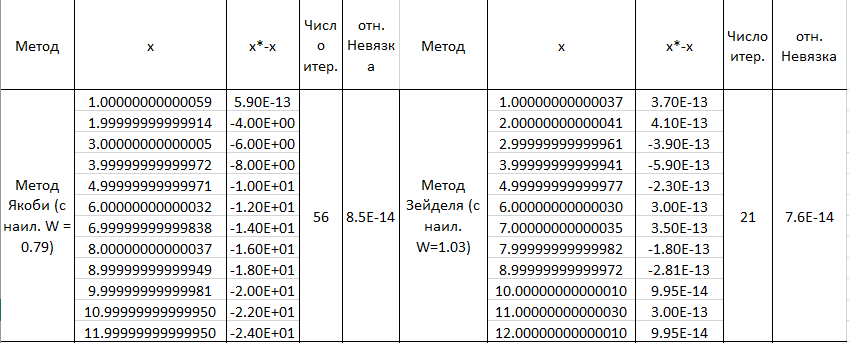 Метод x x*-x Число итер. отн. Невязка Метод x x*-x Число итер. отн. Невязка
1.00000000000059 5.90E-13 1.00000000000037 3.70E-13
1.99999999999914 -4.00E+00 2.00000000000041 4.10E-13
3.00000000000005 -6.00E+00 2.99999999999961 -3.90E-13
3.99999999999972 -8.00E+00 3.99999999999941 -5.90E-13
4.99999999999971 -1.00E+01 4.99999999999977 -2.30E-13
6.00000000000032 -1.20E+01 6.00000000000030 3.00E-13
Метод Якоби (с наил. W = 0.79) 6.99999999999838 -1.40E+01 56 8.5E-14 Метод Зейделя (с наил. W=1.03) 7.00000000000035 3.50E-13 21 7.6E-14
8.00000000000037 -1.60E+01 7.99999999999982 -1.80E-13
8.99999999999949 -1.80E+01 8.99999999999972 -2.81E-13
9.99999999999981 -2.00E+01 10.00000000000010 9.95E-14
10.99999999999950 -2.20E+01 11.00000000000030 3.00E-13
11.99999999999950 -2.40E+01 12.00000000000010 9.95E-14